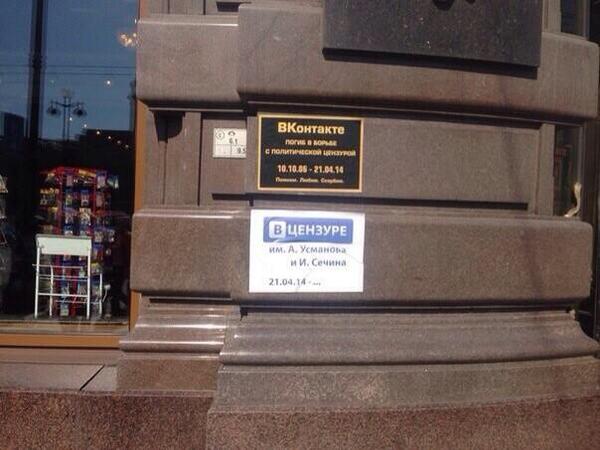 ВКонтакте
ПОГИБ В БОРЬБЕ
С ПОЛИТИЧЕСКОЙ ЦЕНЗУРОЙ
10.10.06 - 21.04.14
Помним. Любим. Скорбим.
В ЦЕНЗУРЕ
им. А. Усманова
и И. Сечина
21.04.14 -...